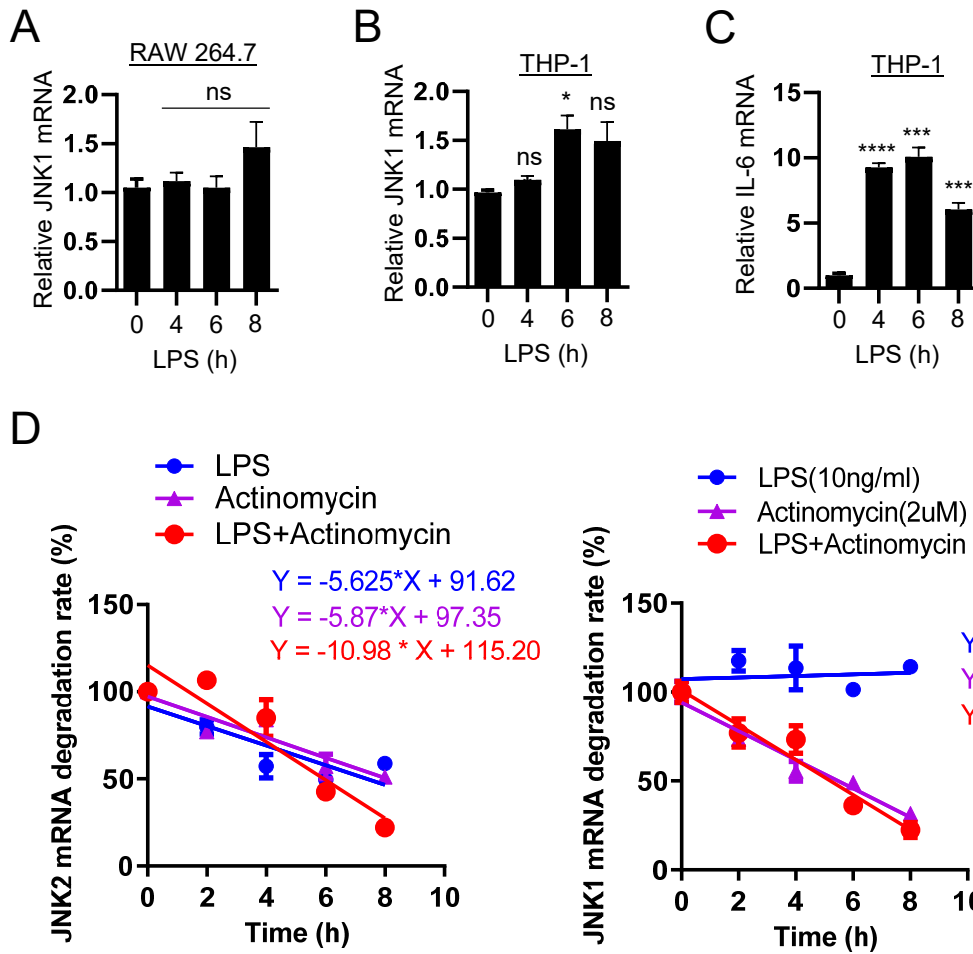 A
RAW 264.7
ns
Relative JNK1 mRNA
2.0
1.5
1.0
0.5
0.0
0 4 6 8
LPS (h)
B
THP-1
ns
*
ns
Relative JNK1 mRNA
2.0
1.5
1.0
0.5
0.0
0 4 6 8
LPS (h)
C
THP-1
****
***
***
Relative IL-6 mRNA
15
10
5
0
0 4 6 8
LPS (h)
D
LPS
Actinomycin
LPS+Actinomycin
Y = -5.625*X + 91.62
Y = -5.87*X + 97.35
Y = -10.98 * X + 115.20
JNK2 mRNA degradation rate (%)
150
100
50
0
0 2 4 6 8 10
Time (h)
LPS(10ng/ml)
Actinomycin(2uM)
LPS+Actinomycin
Y
Y
Y
JNK1 mRNA degradation rate (%)
150
100
50
0
0 2 4 6 8 10
Time (h)